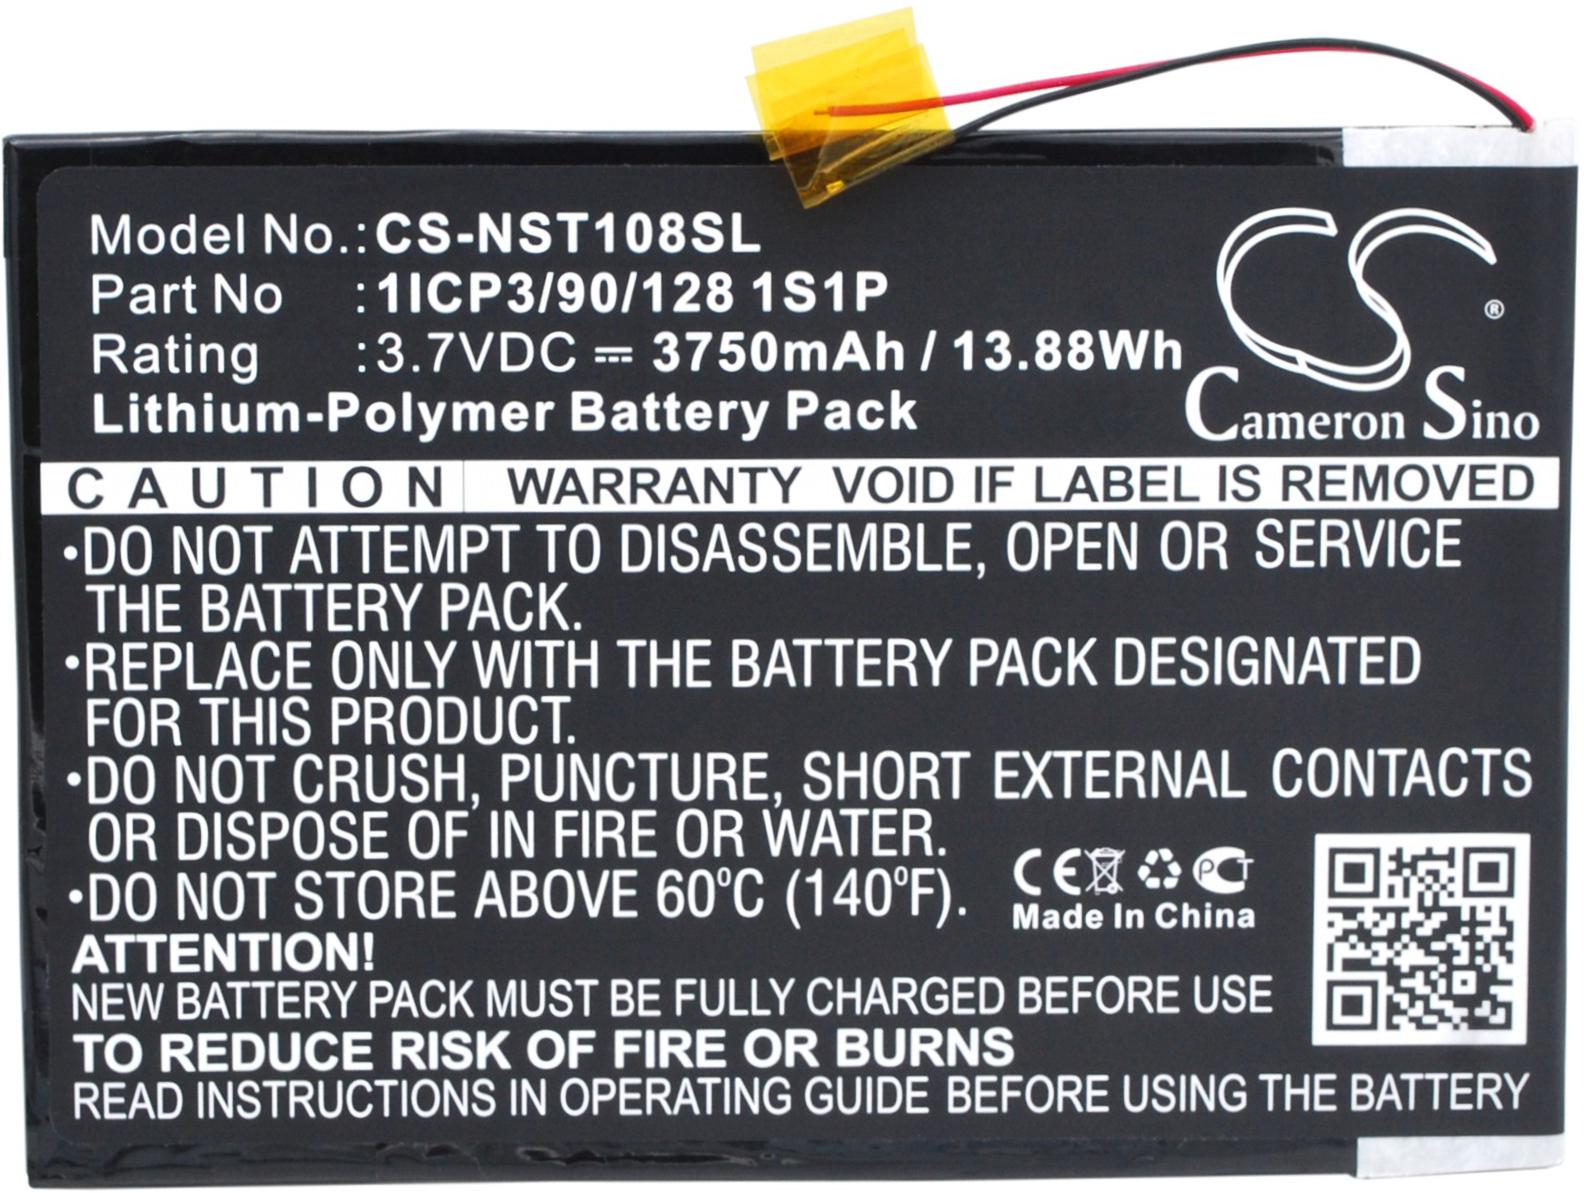 Model No.: CS-NST108SL
Part No : 1ICP3/90/128 1S1P
Rating : 3.7VDC ⎓ 3750mAh / 13.88Wh
Lithium-Polymer Battery Pack
CS ®
Cameron Sino
CAUTION WARRANTY VOID IF LABEL IS REMOVED
•DO NOT ATTEMPT TO DISASSEMBLE, OPEN OR SERVICE
THE BATTERY PACK.
•REPLACE ONLY WITH THE BATTERY PACK DESIGNATED
FOR THIS PRODUCT.
•DO NOT CRUSH, PUNCTURE, SHORT EXTERNAL CONTACTS
OR DISPOSE OF IN FIRE OR WATER.
•DO NOT STORE ABOVE 60°C (140°F).
CE PCT
Made In China
ATTENTION!
NEW BATTERY PACK MUST BE FULLY CHARGED BEFORE USE
TO REDUCE RISK OF FIRE OR BURNS
READ INSTRUCTIONS IN OPERATING GUIDE BEFORE USING THE BATTERY